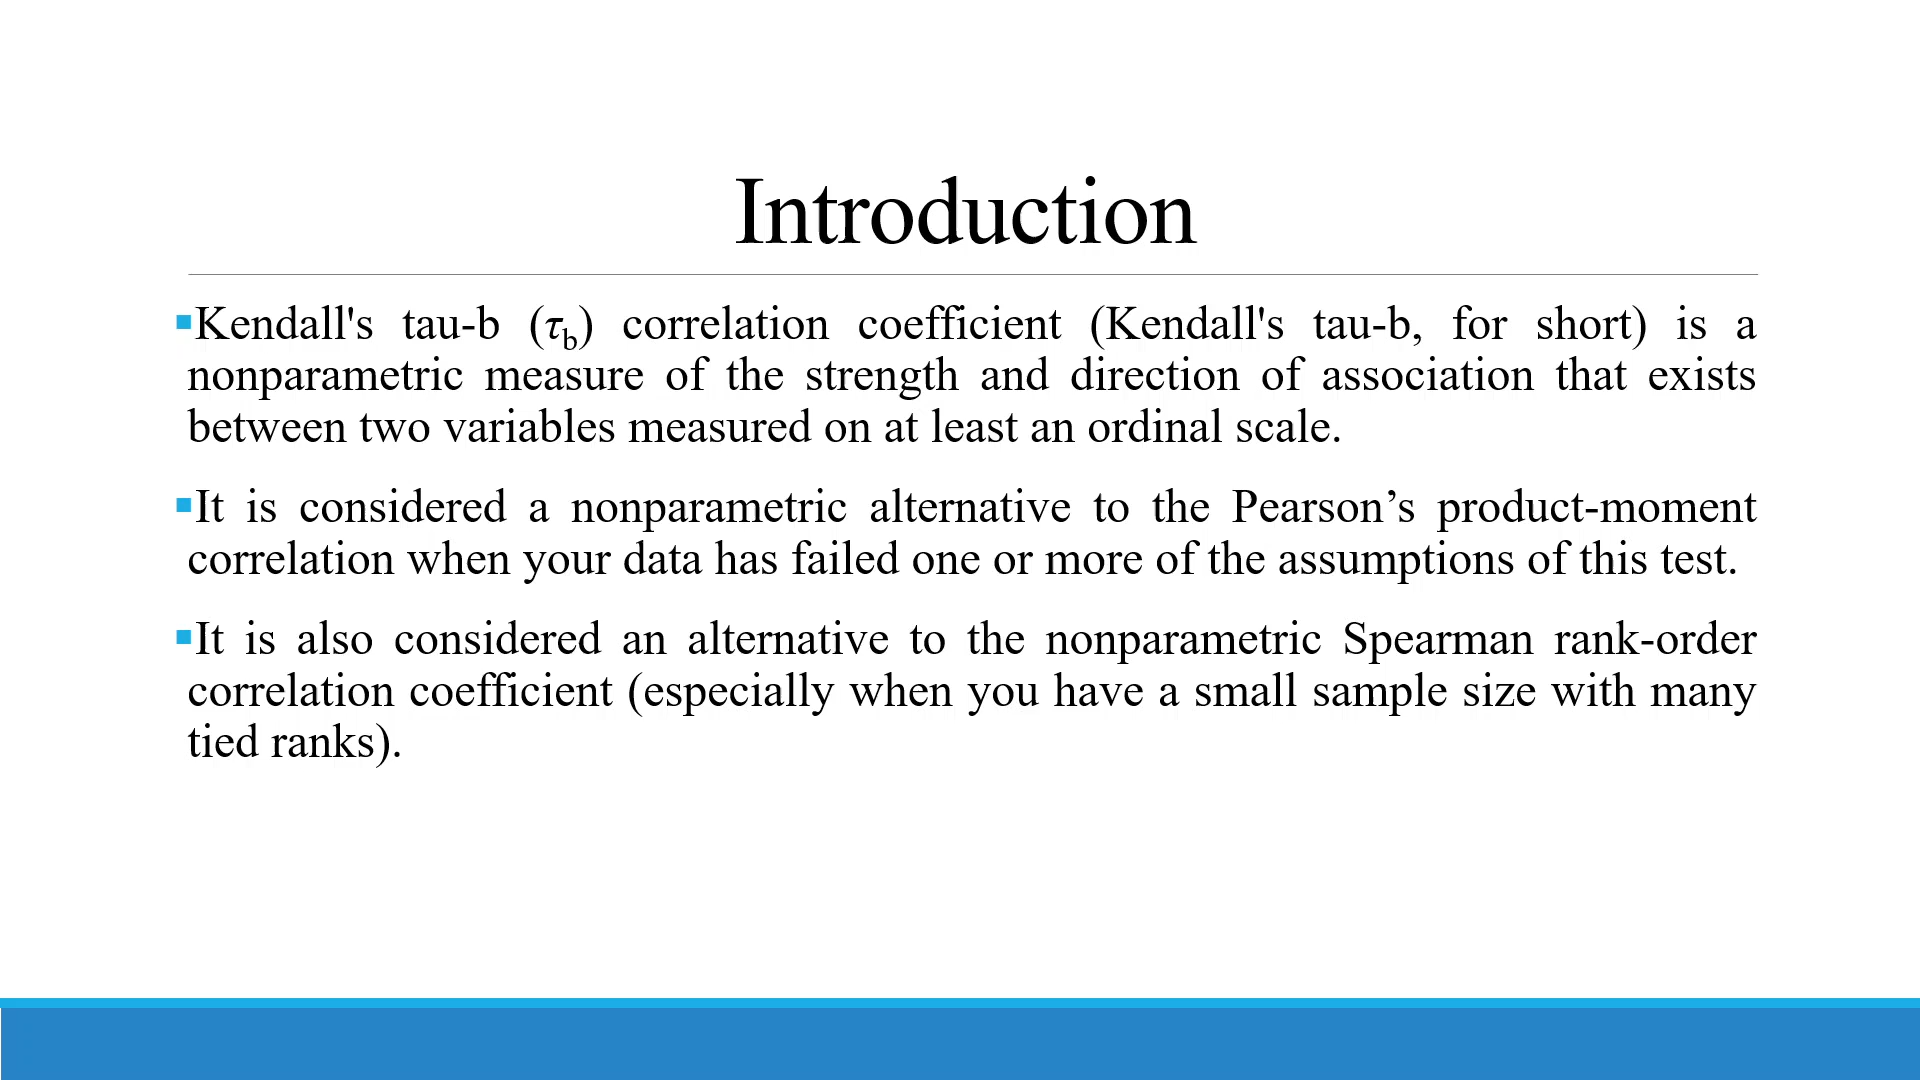 Introduction
▪Kendall's tau-b (τb) correlation coefficient (Kendall's tau-b, for short) is a
nonparametric measure of the strength and direction of association that exists
between two variables measured on at least an ordinal scale.
▪It is considered a nonparametric alternative to the Pearson’s product-moment
correlation when your data has failed one or more of the assumptions of this test.
▪It is also considered an alternative to the nonparametric Spearman rank-order
correlation coefficient (especially when you have a small sample size with many
tied ranks).